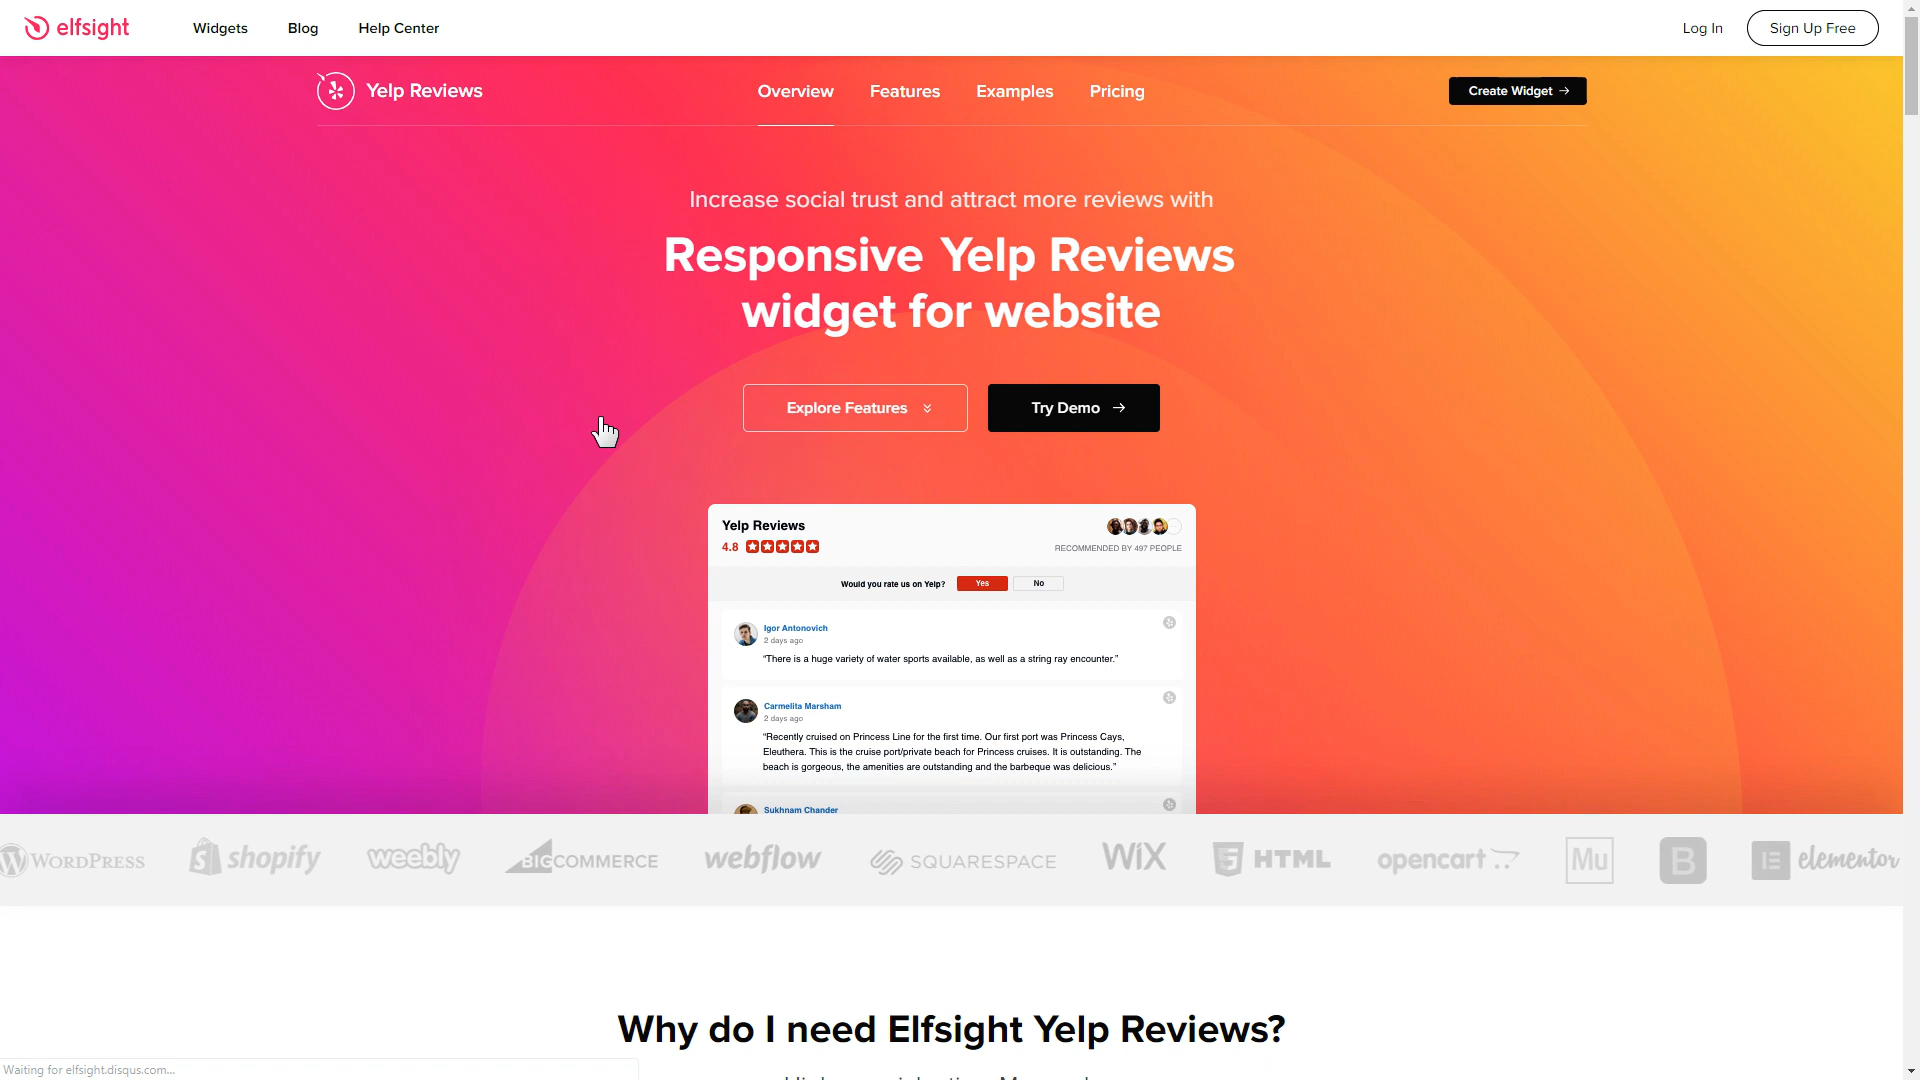 elfsight
Widgets
Blog
Help Center
Log In
Sign Up Free
Yelp Reviews
Overview
Features
Examples
Pricing
Create Widget
Increase social trust and attract more reviews with
Responsive Yelp Reviews
widget for website
Explore Features
Try Demo
Yelp Reviews
4.8
RECOMMENDED BY 497 PEOPLE
Would you rate us on Yelp?
Yes
No
Igor Antonovich
2 days ago
“There is a huge variety of water sports available, as well as a string ray encounter.”
Carmelita Marsham
2 days ago
“Recently cruised on Princess Line for the first time. Our first port was Princess Cays,
Eleuthera. This is the cruise port/private beach for Princess cruises. It is outstanding. The
beach is gorgeous, the amenities are outstanding and the barbeque was delicious.”
Sukhnam Chander
WORDPRESS
shopify
weebly
BIGCOMMERCE
webflow
SQUARESPACE
WiX
HTML
opencart
Mu
B
elementor
Why do I need Elfsight Yelp Reviews?
Waiting for elfsight.disqus.com...